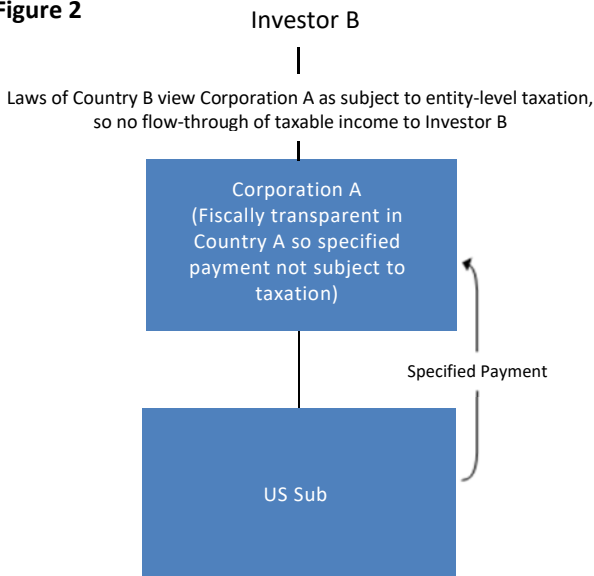 Figure 2
Investor B
Laws of Country B view Corporation A as subject to entity-level taxation,
so no flow-through of taxable income to Investor B
Corporation A
(Fiscally transparent in
Country A so specified
payment not subject to
taxation)
Specified Payment
US Sub